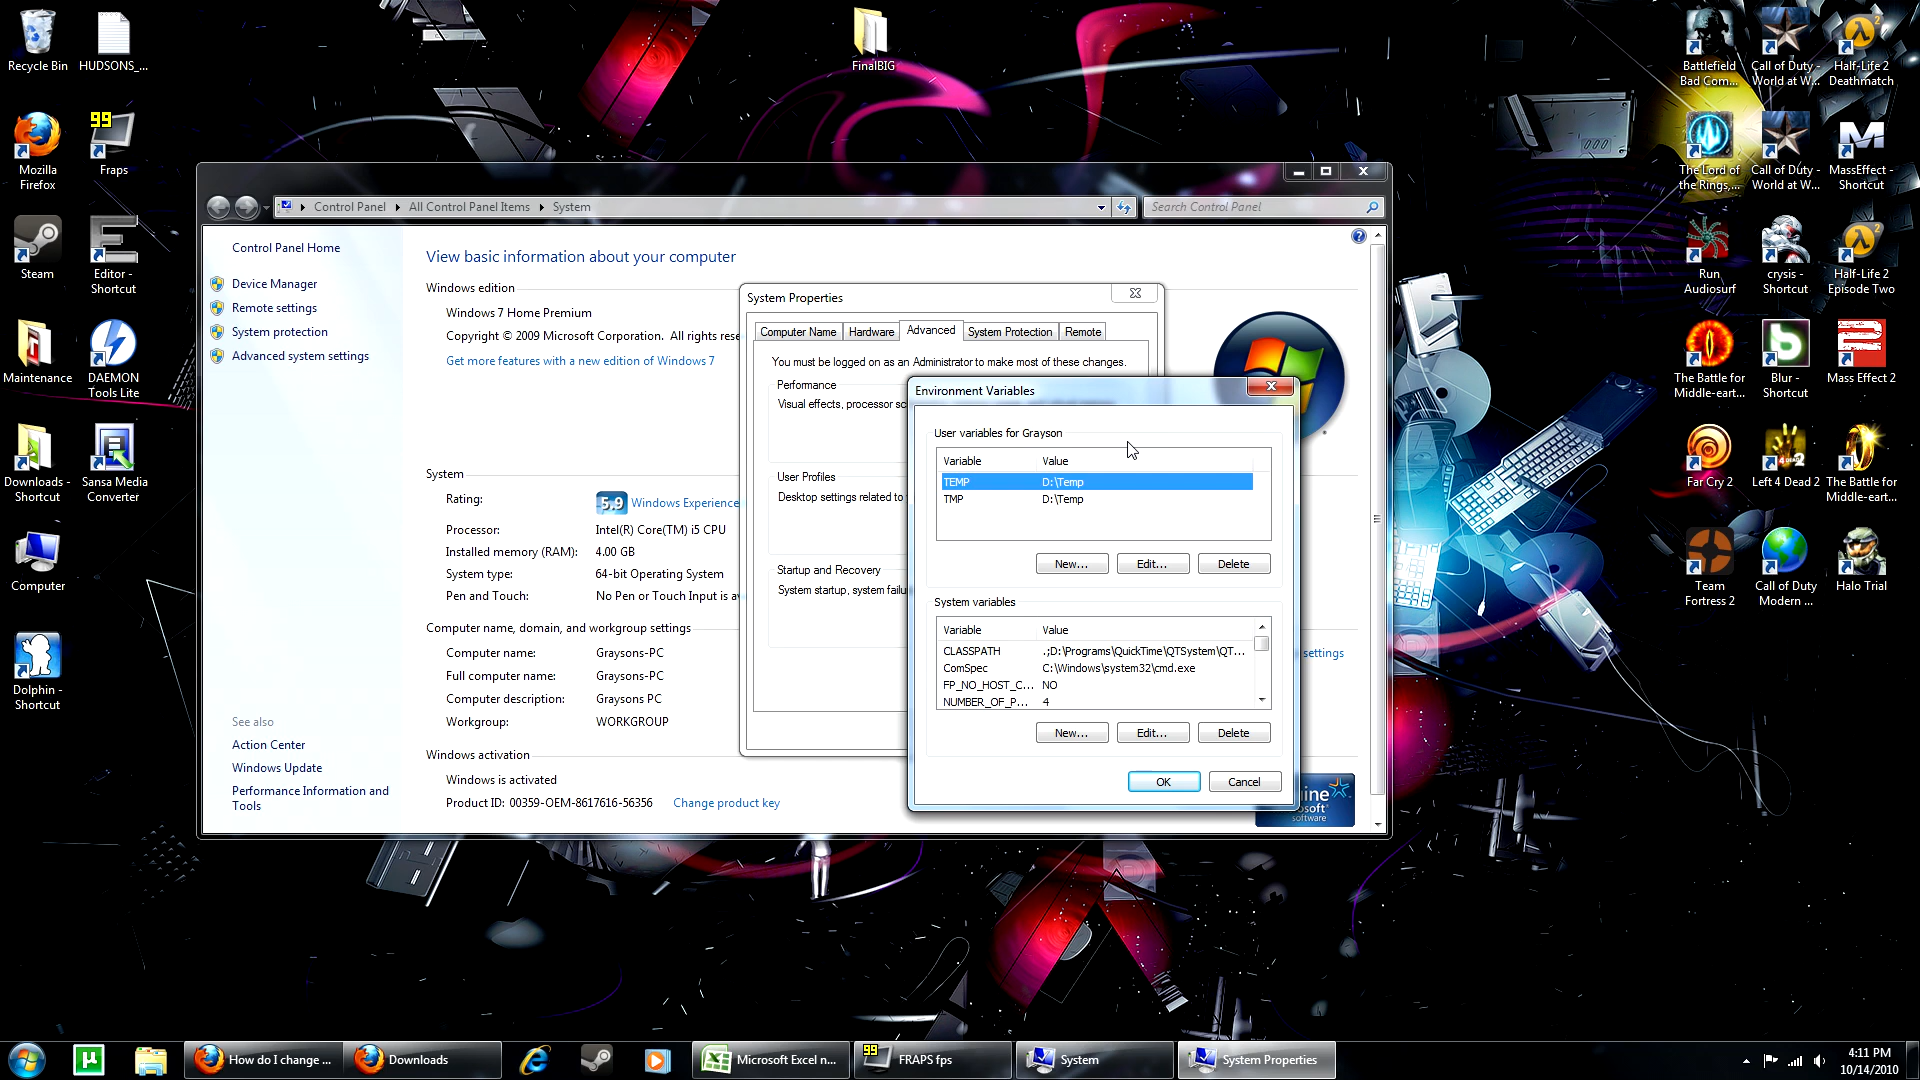 Recycle Bin
HUDSONS_...
FinalBIG
Battlefield
Bad Com...
Call of Duty -
World at W...
Half-Life 2
Deathmatch
Mozilla
Firefox
99
Fraps
The Lord of
the Rings,...
Call of Duty -
World at W...
MassEffect -
Shortcut
Steam
Editor -
Shortcut
Run
Audiosurf
crysis -
Shortcut
Half-Life 2
Episode Two
Maintenance
DAEMON
Tools Lite
The Battle for
Middle-eart...
Blur -
Shortcut
Mass Effect 2
Downloads -
Shortcut
Sansa Media
Converter
Far Cry 2
Left 4 Dead 2
The Battle for
Middle-eart...
Computer
Team
Fortress 2
Call of Duty
Modern ...
Halo Trial
Dolphin -
Shortcut
Control Panel
All Control Panel Items
System
Search Control Panel
Control Panel Home
Device Manager
Remote settings
System protection
Advanced system settings
See also
Action Center
Windows Update
Performance Information and
Tools
View basic information about your computer
Windows edition
Windows 7 Home Premium
Copyright © 2009 Microsoft Corporation.  All rights rese
Get more features with a new edition of Windows 7
System
Rating:
5.9 Windows Experience
Processor:
Intel(R) Core(TM) i5 CPU
Installed memory (RAM):
4.00 GB
System type:
64-bit Operating System
Pen and Touch:
No Pen or Touch Input is av
Computer name, domain, and workgroup settings
Computer name:
Graysons-PC
settings
Full computer name:
Graysons-PC
Computer description:
Graysons PC
Workgroup:
WORKGROUP
Windows activation
Windows is activated
Product ID: 00359-OEM-8617616-56356
Change product key
System Properties
Computer Name
Hardware
Advanced
System Protection
Remote
You must be logged on as an Administrator to make most of these changes.
Performance
Visual effects, processor sc
User Profiles
Desktop settings related to
Startup and Recovery
System startup, system failu
Environment Variables
User variables for Grayson
Variable
Value
TEMP
D:\Temp
TMP
D:\Temp
New...
Edit...
Delete
System variables
Variable
Value
CLASSPATH
.;D:\Programs\QuickTime\QTSystem\QT...
ComSpec
C:\Windows\system32\cmd.exe
FP_NO_HOST_C...
NO
NUMBER_OF_P...
4
New...
Edit...
Delete
OK
Cancel
line
osoft
software
How do I change ...
Downloads
Microsoft Excel n...
99
FRAPS fps
System
System Properties
4:11 PM
10/14/2010